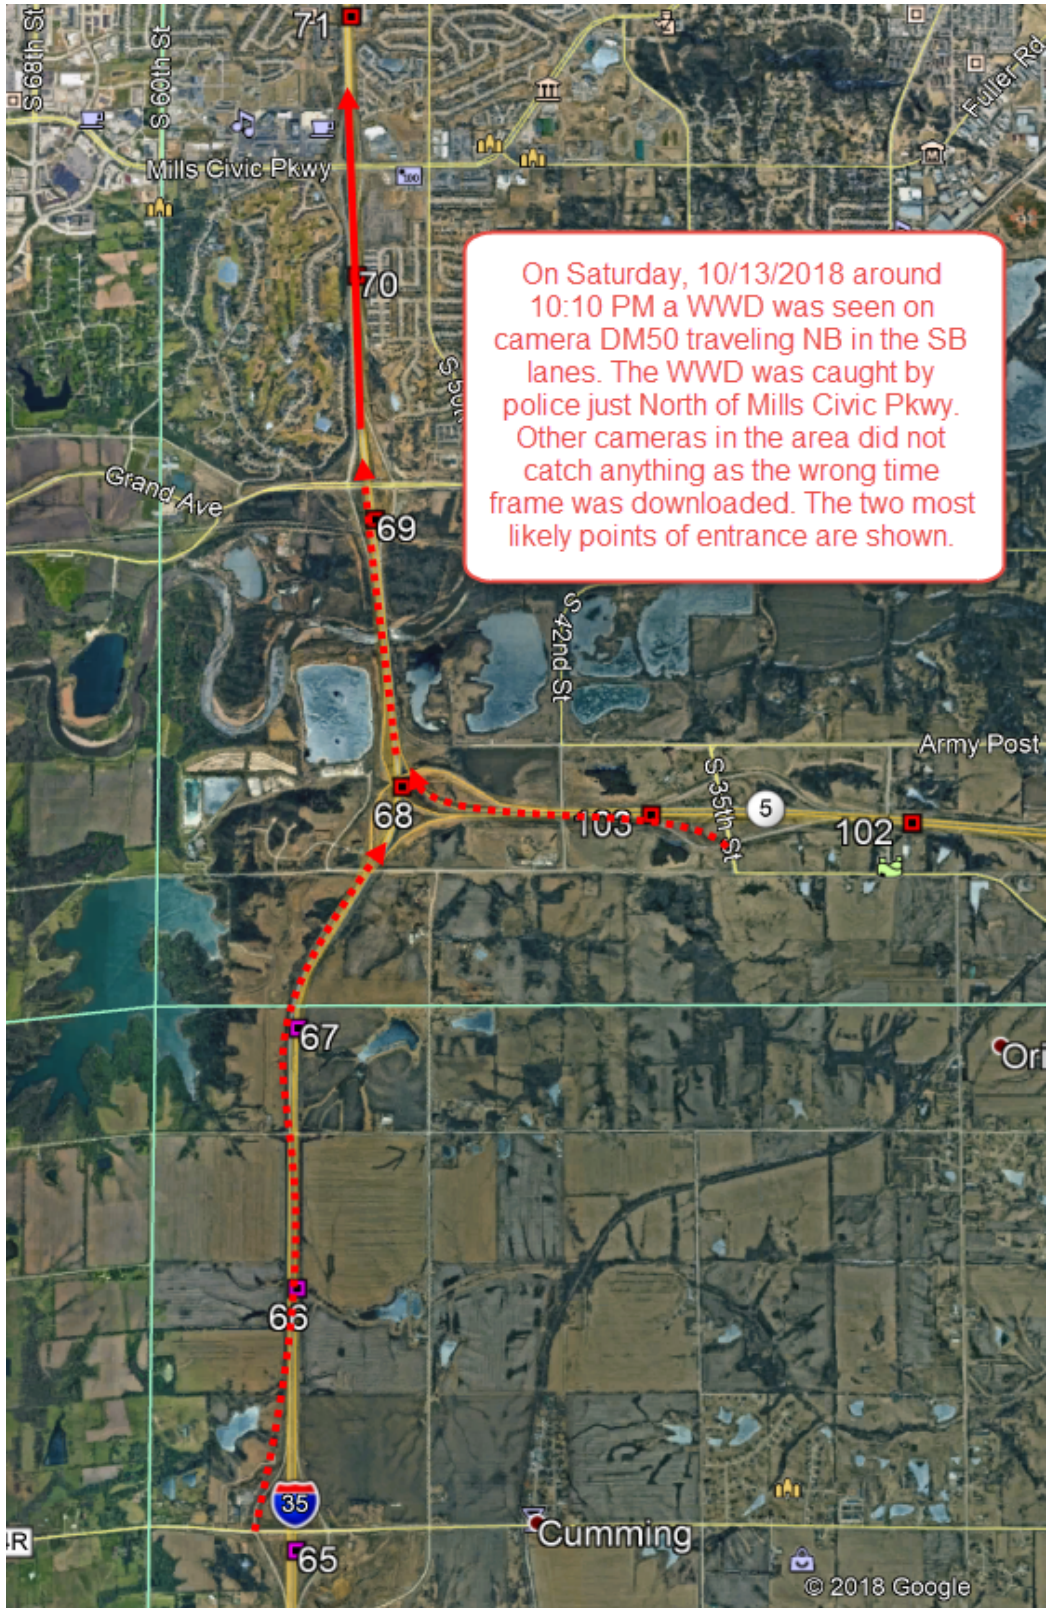 71
S 68th St
S 60th St
Fuller Rd
Mills Civic Pkwy
100
70
On Saturday, 10/13/2018 around
10:10 PM a WWD was seen on
camera DM50 traveling NB in the SB
lanes. The WWD was caught by
police just North of Mills Civic Pkwy.
Other cameras in the area did not
catch anything as the wrong time
frame was downloaded. The two most
likely points of entrance are shown.
Grand Ave
69
S 42nd St
Army Post
S 35th St
5
68
103
102
67
Ori
66
35
Cumming
65
© 2018 Google